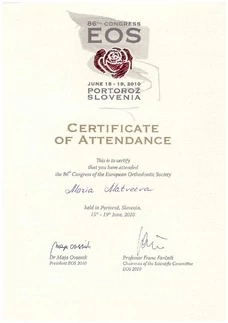 86TH CONGRESS
EOS
JUNE 15 - 19, 2010
PORTOROŽ
SLOVENIA
CERTIFICATE
OF ATTENDANCE
This is to certify
that you have attended
the 86th Congress of the European Orthodontic Society
Maria Matveeva
held in Portorož, Slovenia,
15th - 19th June, 2010
Dr Maja Ovsenik
President EOS 2010
Professor Franc Farčnik
Chairman of the Scientific Committee
EOS 2010